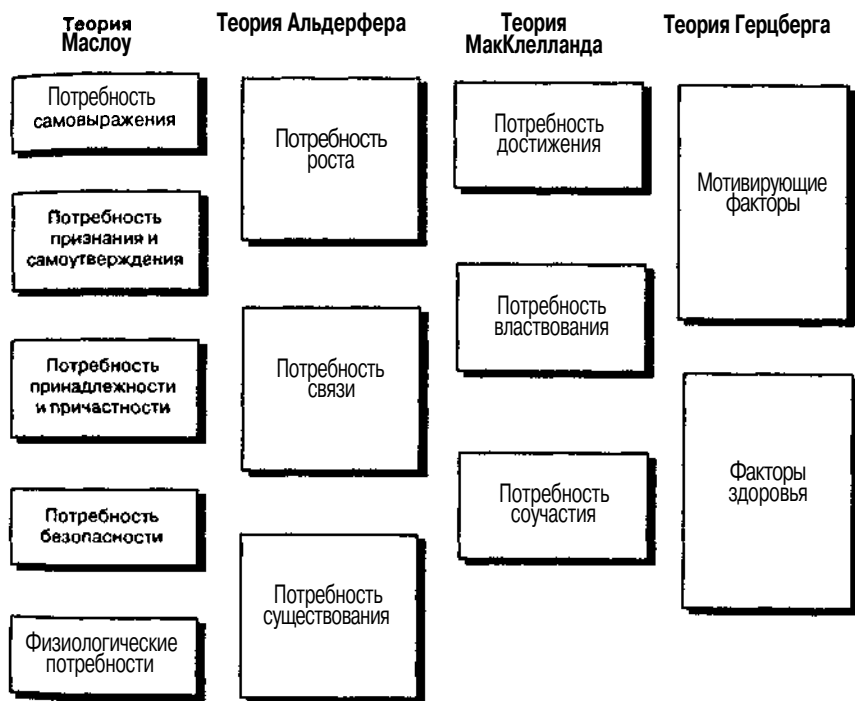 Теория
Маслоу
Потребность
самовыражения
Потребность
признания и
самоутверждения
Потребность
принадлежности
и причастности
Потребность
безопасности
Физиологические
потребности
Теория Альдерфера
Потребность
роста
Потребность
связи
Потребность
существования
Теория
МакКлелланда
Потребность
достижения
Потребность
властвования
Потребность
соучастия
Теория Герцберга
Мотивирующие
факторы
Факторы
здоровья